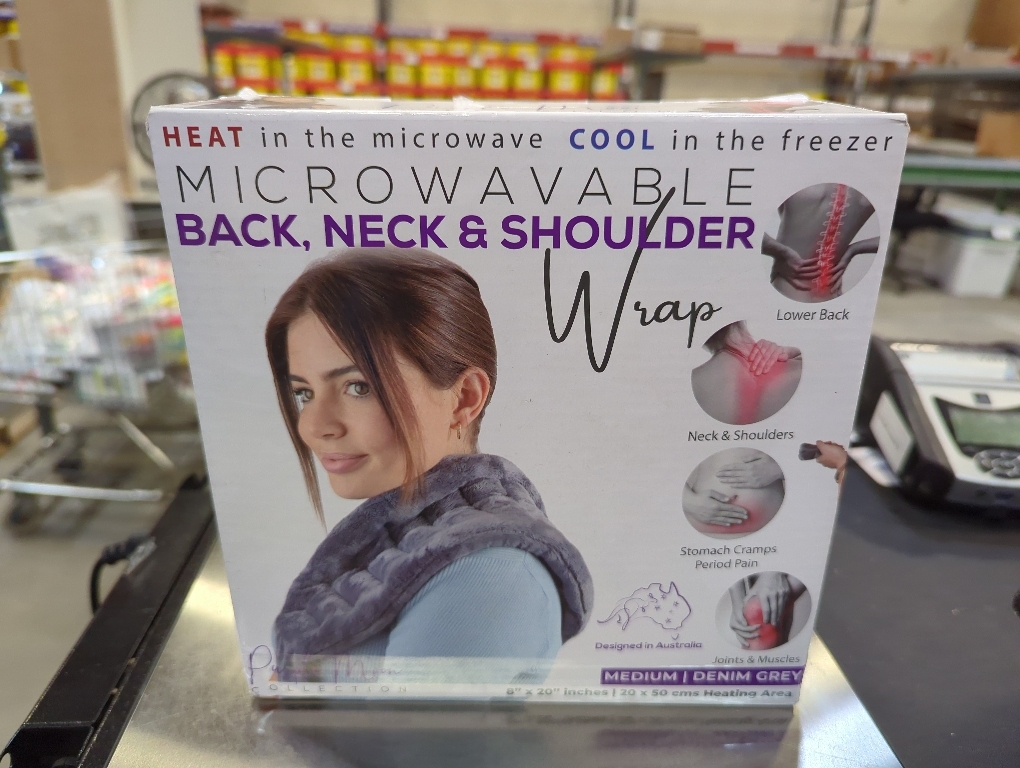 HEAT in the microwave COOL in the freezer
MICROWAVABLE
BACK, NECK & SHOULDER
Wrap
Lower Back
Neck & Shoulders
Stomach Cramps
Period Pain
Designed in Australia
Joints & Muscles
MEDIUM | DENIM GREY
COLLECTION
8" x 20" inches | 20 x 50 cms Heating Area